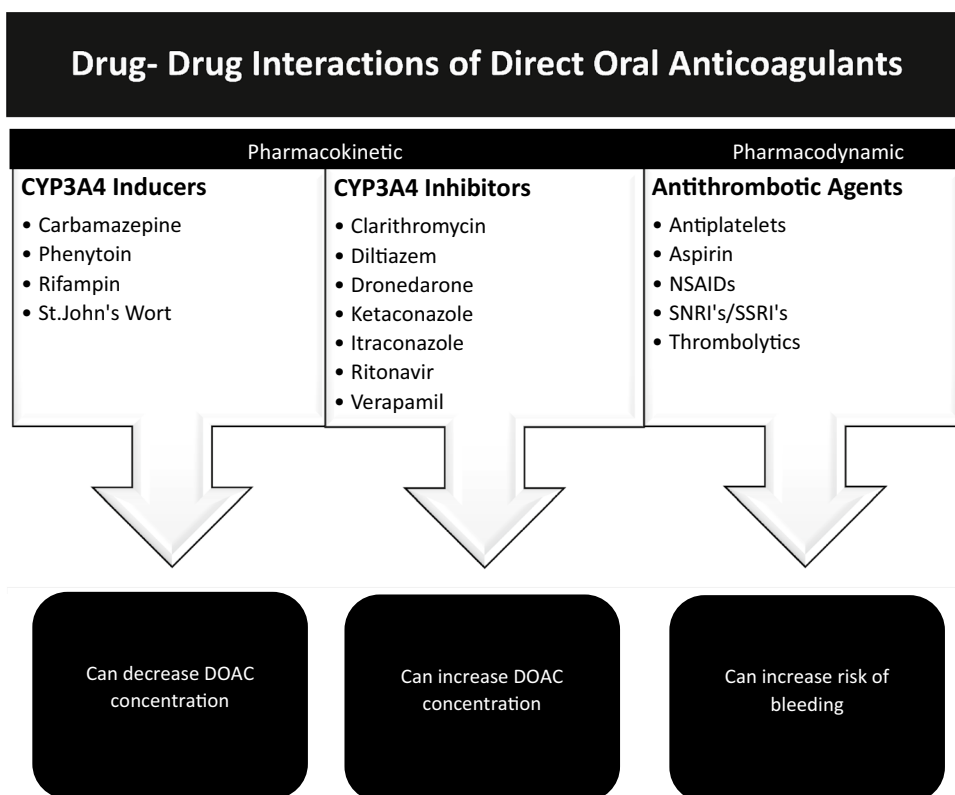 Drug- Drug Interactions of Direct Oral Anticoagulants
Pharmacokinetic
Pharmacodynamic
CYP3A4 Inducers
• Carbamazepine
• Phenytoin
• Rifampin
• St.John's Wort
CYP3A4 Inhibitors
• Clarithromycin
• Diltiazem
• Dronedarone
• Ketaconazole
• Itraconazole
• Ritonavir
• Verapamil
Antithrombotic Agents
• Antiplatelets
• Aspirin
• NSAIDs
• SNRI's/SSRI's
• Thrombolytics
Can decrease DOAC
concentration
Can increase DOAC
concentration
Can increase risk of
bleeding